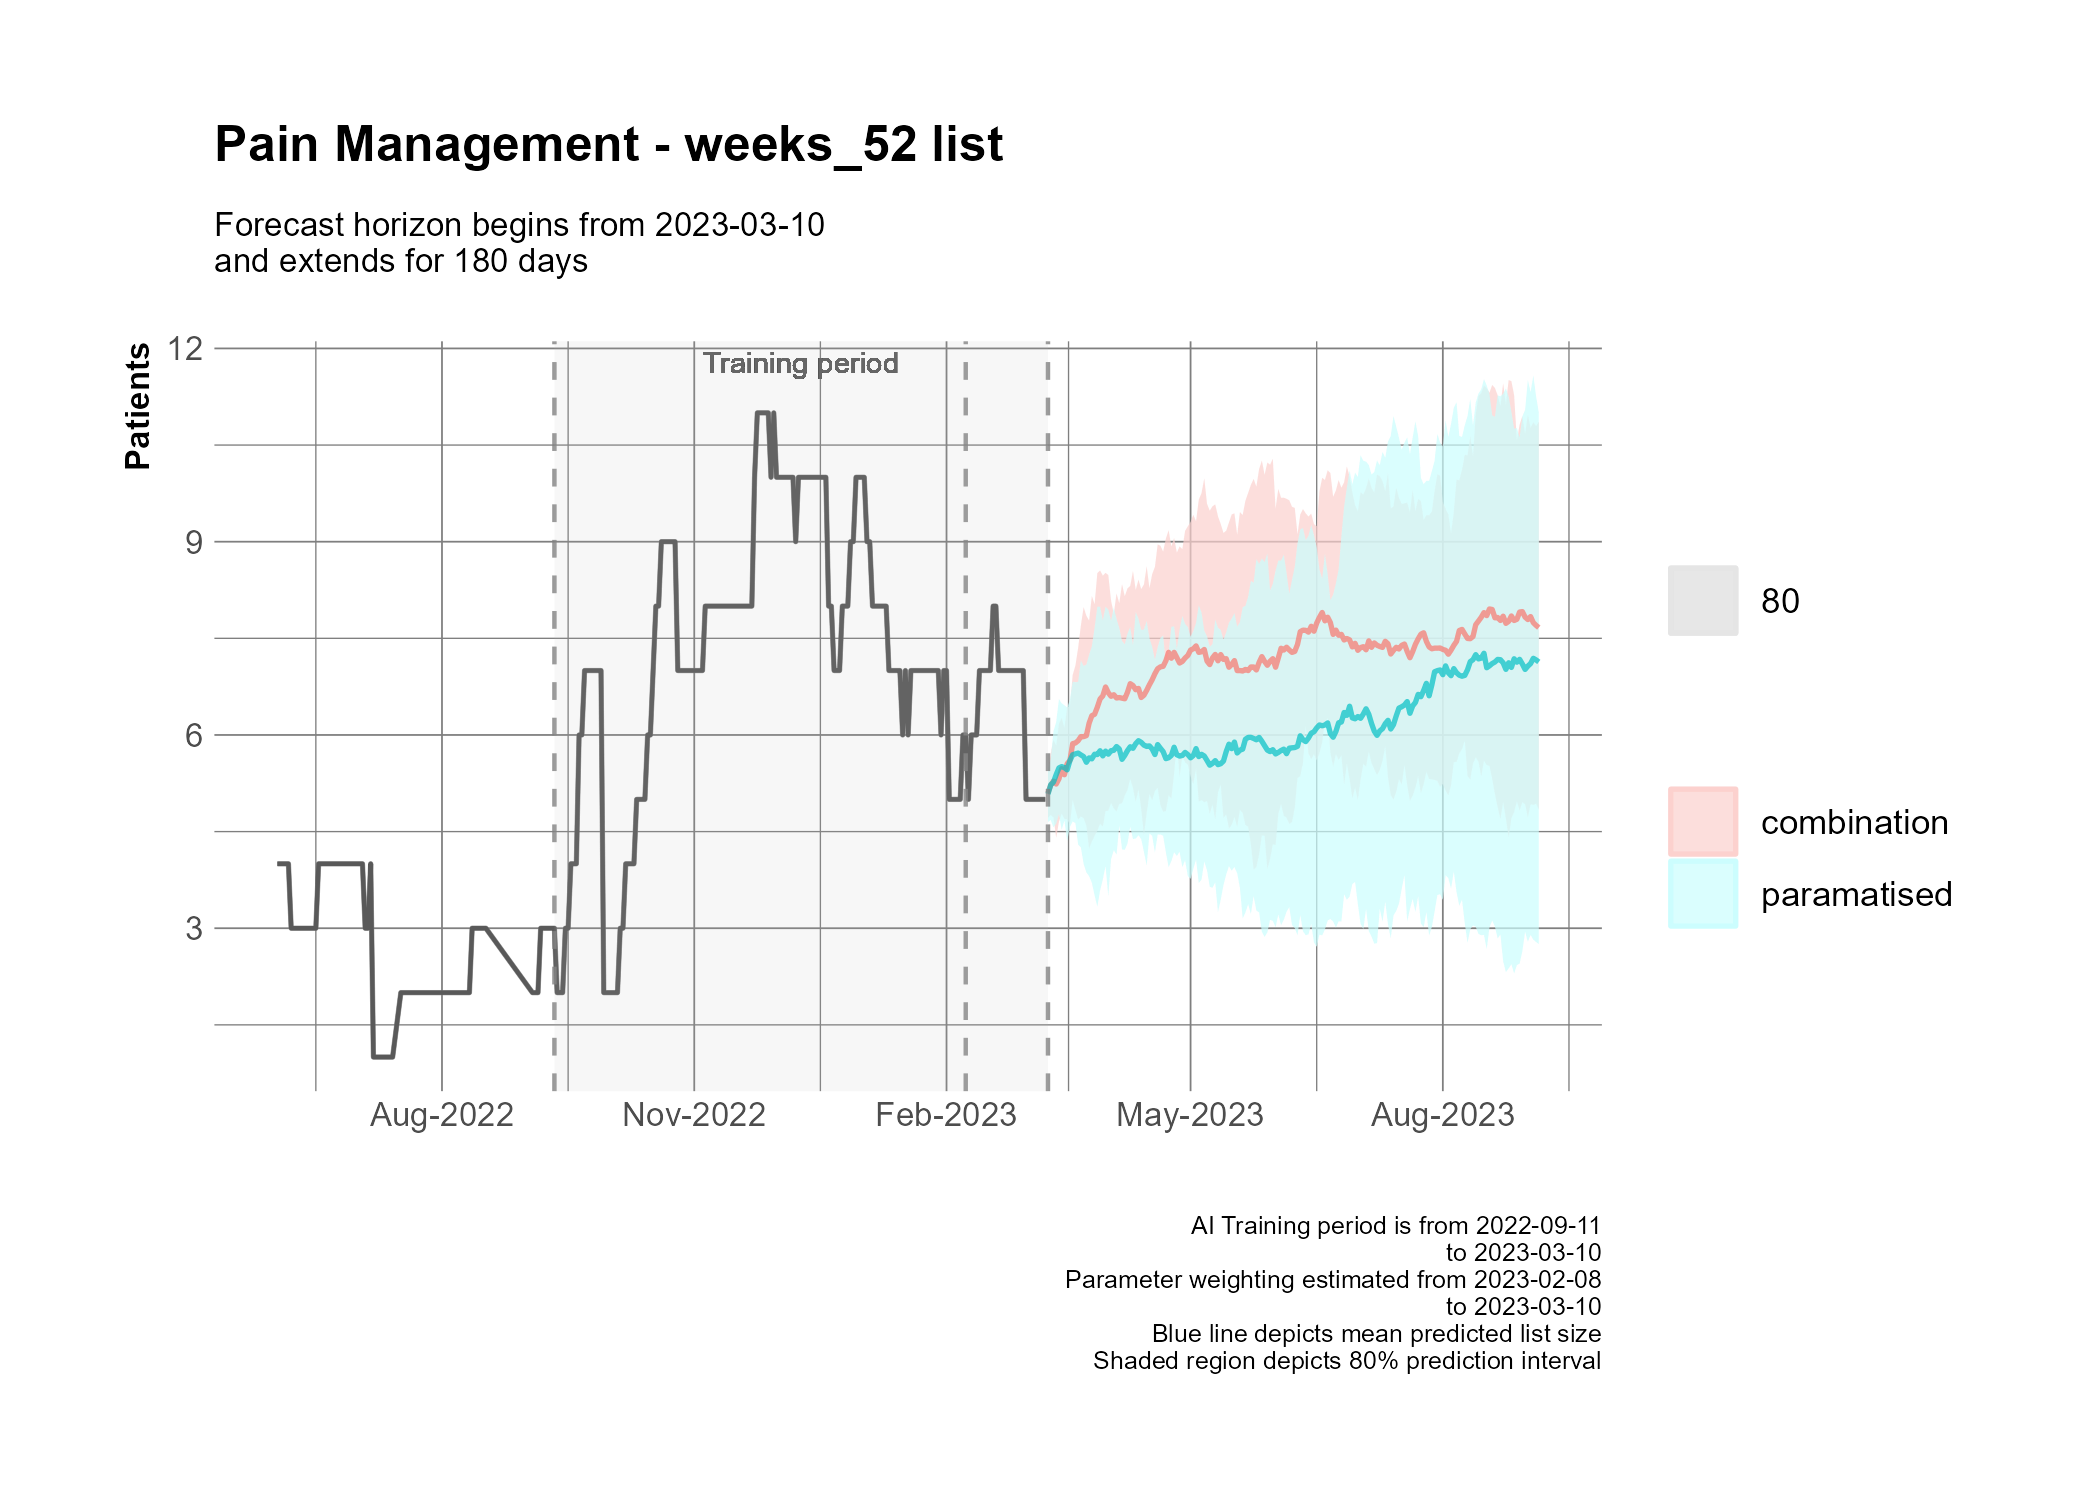 Pain Management - weeks_52 list
Forecast horizon begins from 2023-03-10
and extends for 180 days
Patients
12
9
6
3
Training period
Aug-2022
Nov-2022
Feb-2023
May-2023
Aug-2023
80
combination
paramatised
AI Training period is from 2022-09-11
to 2023-03-10
Parameter weighting estimated from 2023-02-08
to 2023-03-10
Blue line depicts mean predicted list size
Shaded region depicts 80% prediction interval